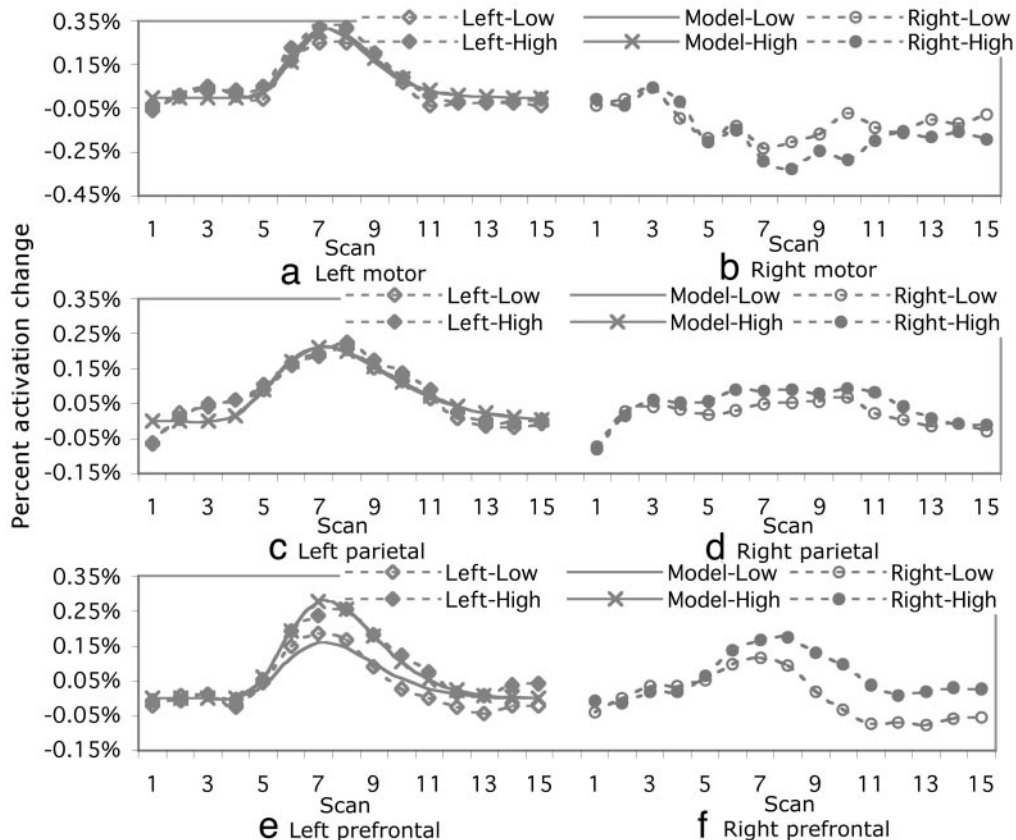 Percent activation change
0.35%
0.15%
-0.05%
-0.25%
-0.45%
Left-Low Model-Low Right-Low
Left-High Model-High Right-High
1 3 5 7 9 11 13 15 1 3 5 7 9 11 13 15
Scan Scan
a Left motor b Right motor
0.35%
0.25%
0.15%
0.05%
-0.05%
-0.15%
Left-Low Model-Low Right-Low
Left-High Model-High Right-High
1 3 5 7 9 11 13 15 1 3 5 7 9 11 13 15
Scan Scan
c Left parietal d Right parietal
0.35%
0.25%
0.15%
0.05%
-0.05%
-0.15%
Left-Low Model-Low Right-Low
Left-High Model-High Right-High
1 3 5 7 9 11 13 15 1 3 5 7 9 11 13 15
Scan Scan
e Left prefrontal f Right prefrontal